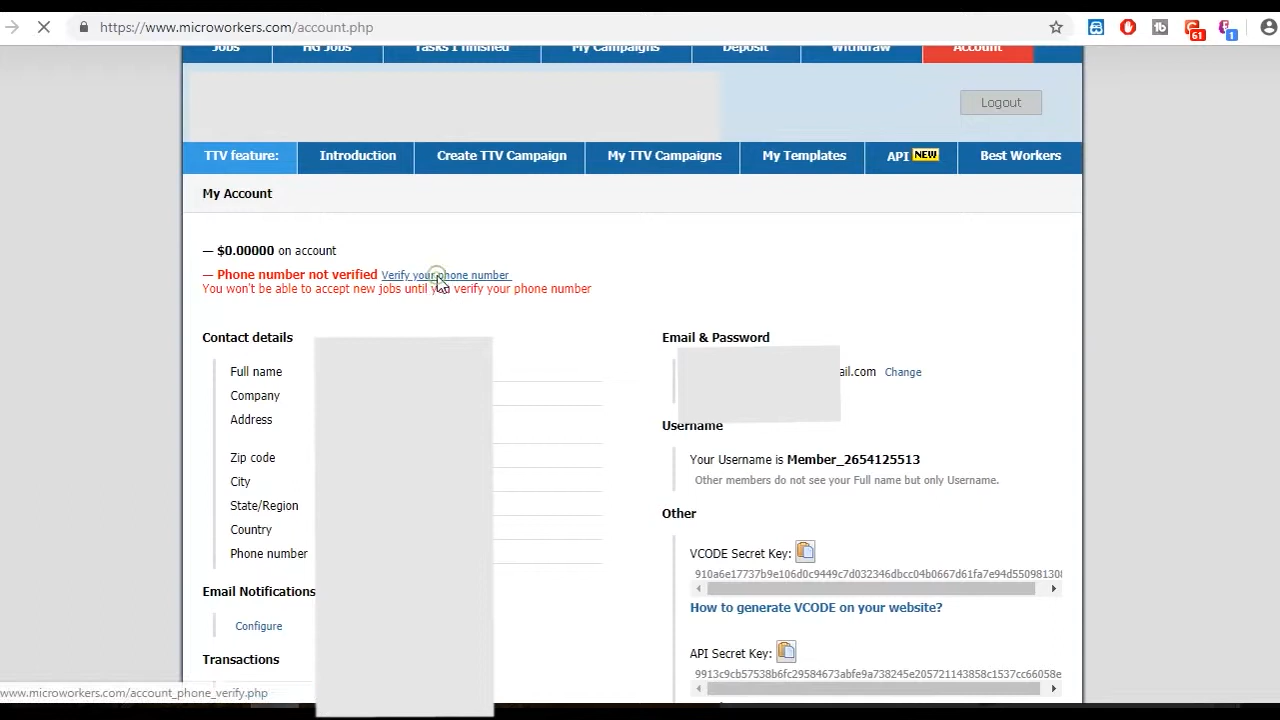 https://www.microworkers.com/account.php
61
1
Jobs HG Jobs Tasks I finished My Campaigns Deposit Withdraw Account
Logout
TTV feature: Introduction Create TTV Campaign My TTV Campaigns My Templates API NEW Best Workers
My Account
— $0.00000 on account
— Phone number not verified Verify your phone number
You won't be able to accept new jobs until you verify your phone number
Contact details
Full name
Company
Address
Zip code
City
State/Region
Country
Phone number
Email Notifications
Configure
Transactions
Email & Password
ail.com Change
Username
Your Username is Member_2654125513
Other members do not see your Full name but only Username.
Other
VCODE Secret Key:
910a6e17737b9e106d0c9449c7d032346dbcc04b0667d61fa7e94d55098130
How to generate VCODE on your website?
API Secret Key:
9913c9cb57538b6fc29584673abfe9a738245e205721143858c1537cc66058e
www.microworkers.com/account_phone_verify.php